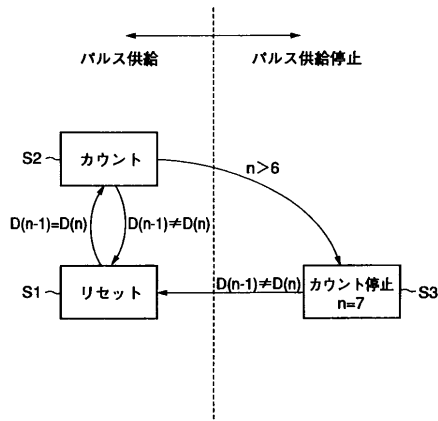 パルス供給
パルス供給停止
S2
カウント
n>6
D(n-1)=D(n)
D(n-1)≠D(n)
S1
リセット
D(n-1)≠D(n)
カウント停止
n=7
S3